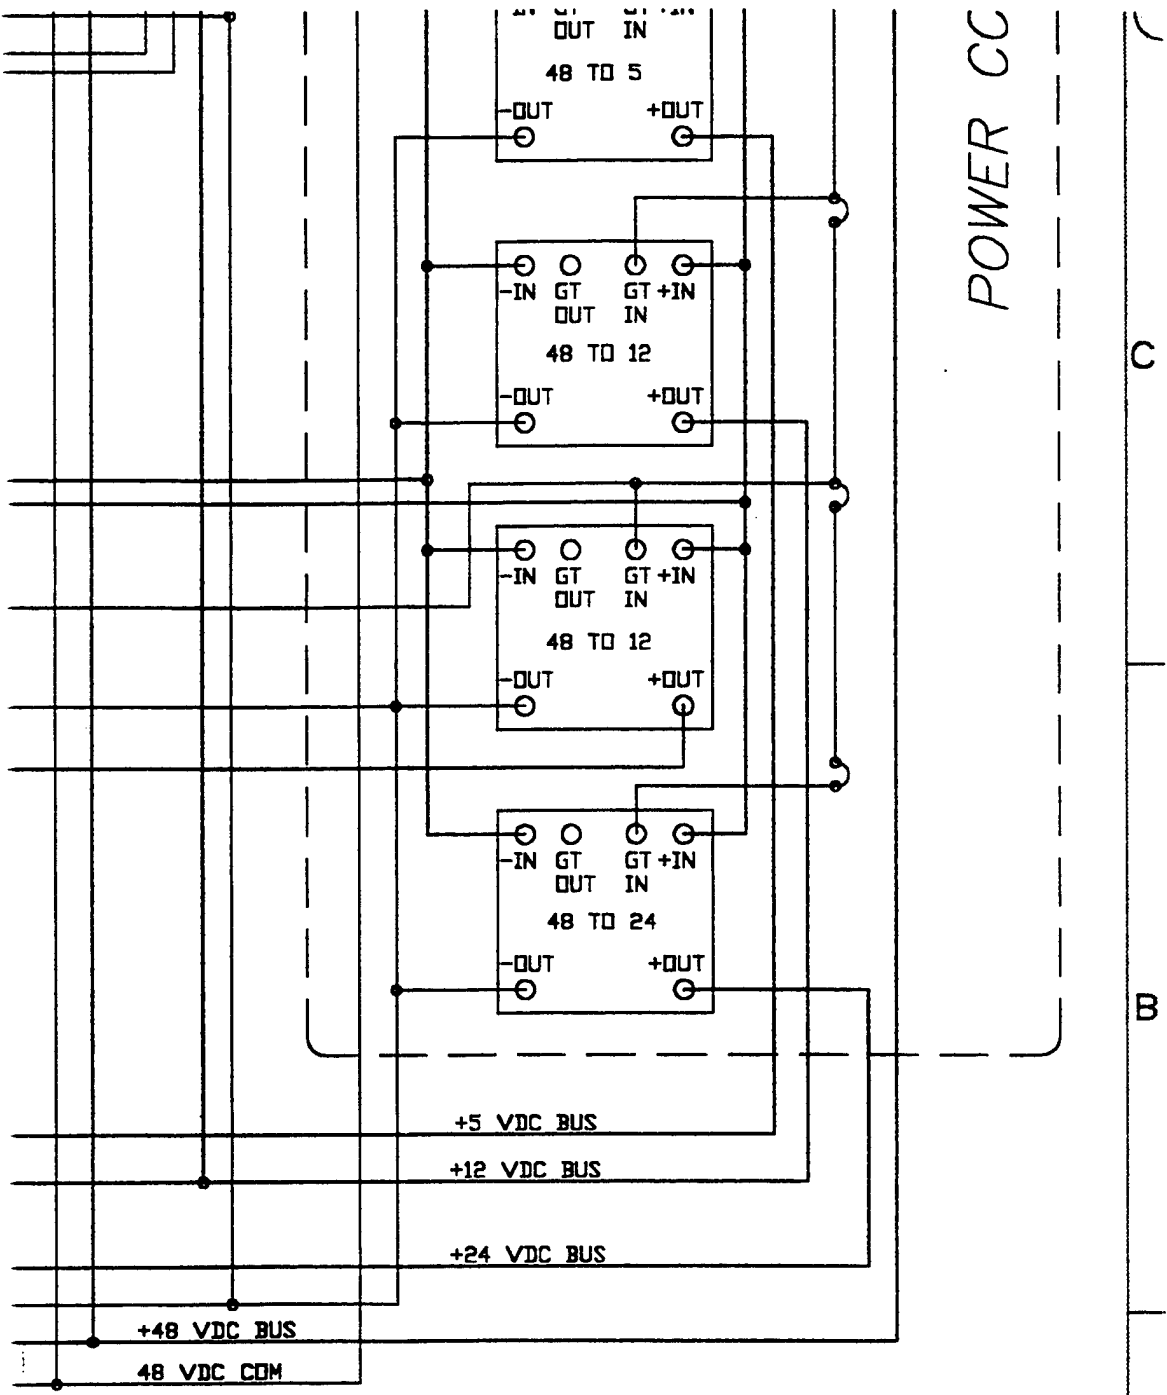 OUT IN
48 TO 5
-OUT +OUT
-IN GT GT +IN
OUT IN
48 TO 12
-OUT +OUT
-IN GT GT +IN
OUT IN
48 TO 12
-OUT +OUT
-IN GT GT +IN
OUT IN
48 TO 24
-OUT +OUT
+5 VDC BUS
+12 VDC BUS
+24 VDC BUS
+48 VDC BUS
48 VDC COM
POWER
C
B